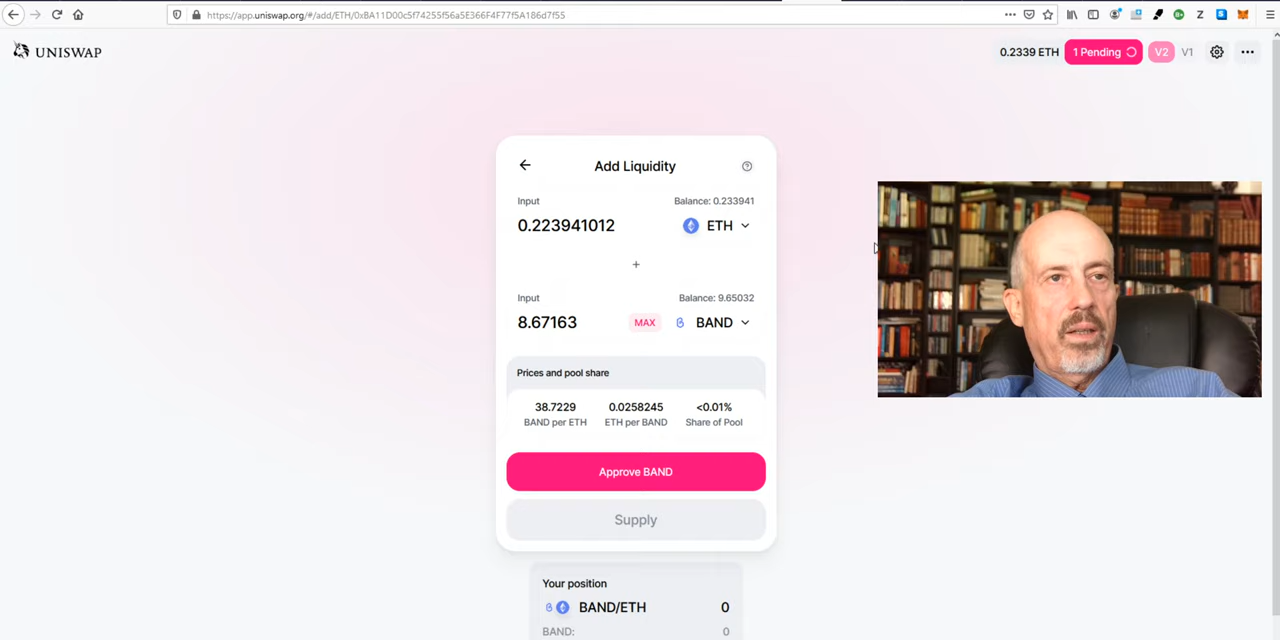 https://app.uniswap.org/#/add/ETH/0xBA11D00c5f74255f56a5E366F4F77f5A186d7f55
UNISWAP
0.2339 ETH
1 Pending
V2
V1
Add Liquidity
Input
Balance: 0.233941
0.223941012
ETH
+
Input
Balance: 9.65032
8.67163
MAX
BAND
Prices and pool share
38.7229
0.0258245
<0.01%
BAND per ETH
ETH per BAND
Share of Pool
Approve BAND
Supply
Your position
BAND/ETH
0
BAND:
0